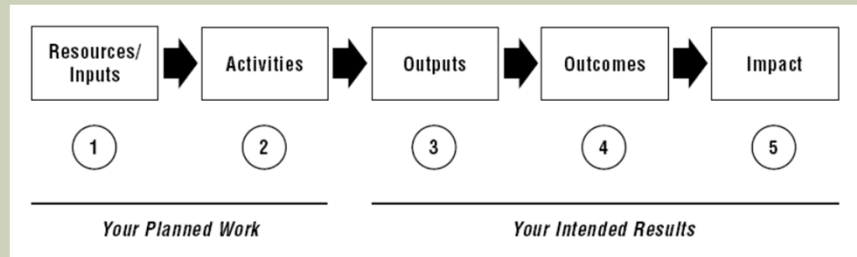 Resources/
Inputs
Activities
Outputs
Outcomes
Impact
1
2
3
4
5
Your Planned Work
Your Intended Results